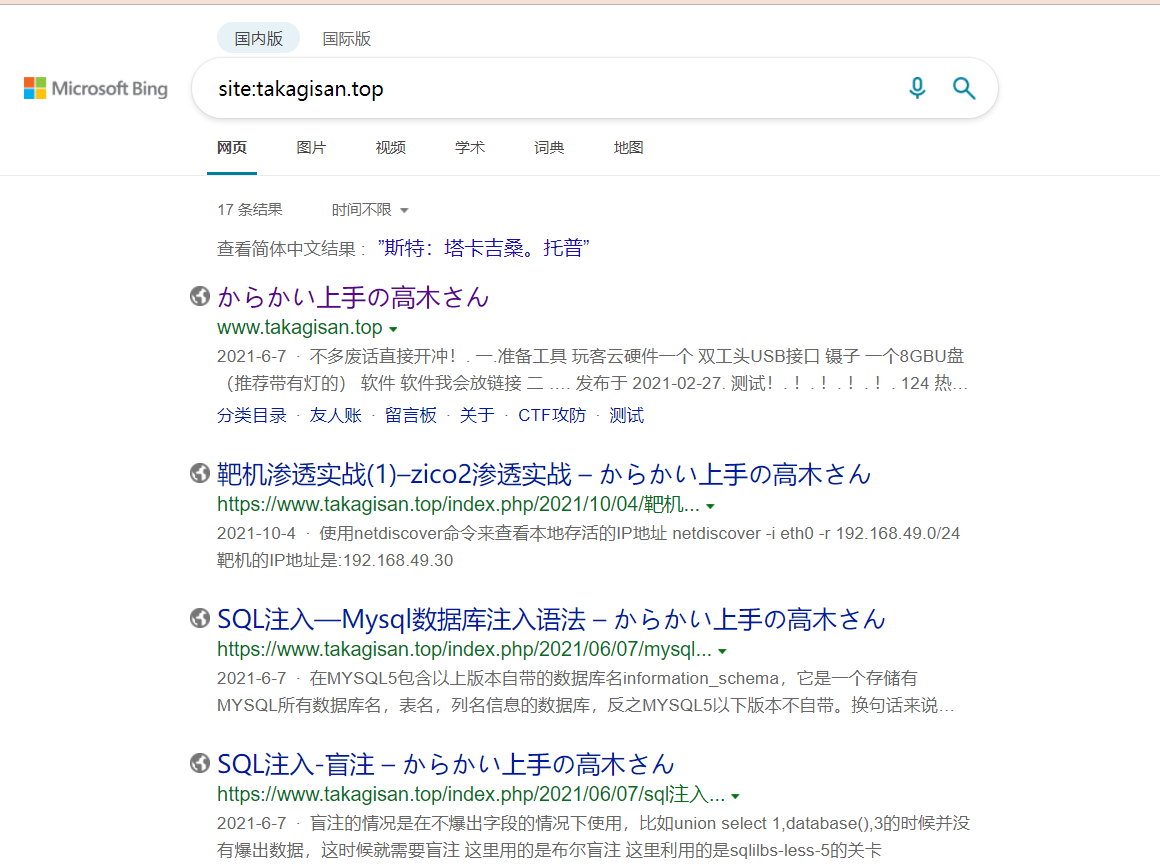 国内版 国际版
Microsoft Bing
site:takagisan.top
网页 图片 视频 学术 词典 地图
17 条结果 时间不限
查看简体中文结果： ”斯特：塔卡吉桑。托普”
からかい上手の高木さん
www.takagisan.top
2021-6-7 · 不多废话直接开冲！. 一.准备工具 玩客云硬件一个 双工头USB接口 镊子 一个8GBU盘
（推荐带有灯的） 软件 软件我会放链接 二 …. 发布于 2021-02-27. 测试！. ！. ！. ！. ！. 124 热…
分类目录 · 友人账 · 留言板 · 关于 · CTF攻防 · 测试
靶机渗透实战(1)–zico2渗透实战 – からかい上手の高木さん
https://www.takagisan.top/index.php/2021/10/04/靶机...
2021-10-4 · 使用netdiscover命令来查看本地存活的IP地址 netdiscover -i eth0 -r 192.168.49.0/24
靶机的IP地址是:192.168.49.30
SQL注入—Mysql数据库注入语法 – からかい上手の高木さん
https://www.takagisan.top/index.php/2021/06/07/mysql...
2021-6-7 · 在MYSQL5包含以上版本自带的数据库名information_schema，它是一个存储有
MYSQL所有数据库名，表名，列名信息的数据库，反之MYSQL5以下版本不自带。换句话来说…
SQL注入-盲注 – からかい上手の高木さん
https://www.takagisan.top/index.php/2021/06/07/sql注入...
2021-6-7 · 盲注的情况是在不爆出字段的情况下使用，比如union select 1,database(),3的时候并没
有爆出数据，这时候就需要盲注 这里用的是布尔盲注 这里利用的是sqlilbs-less-5的关卡